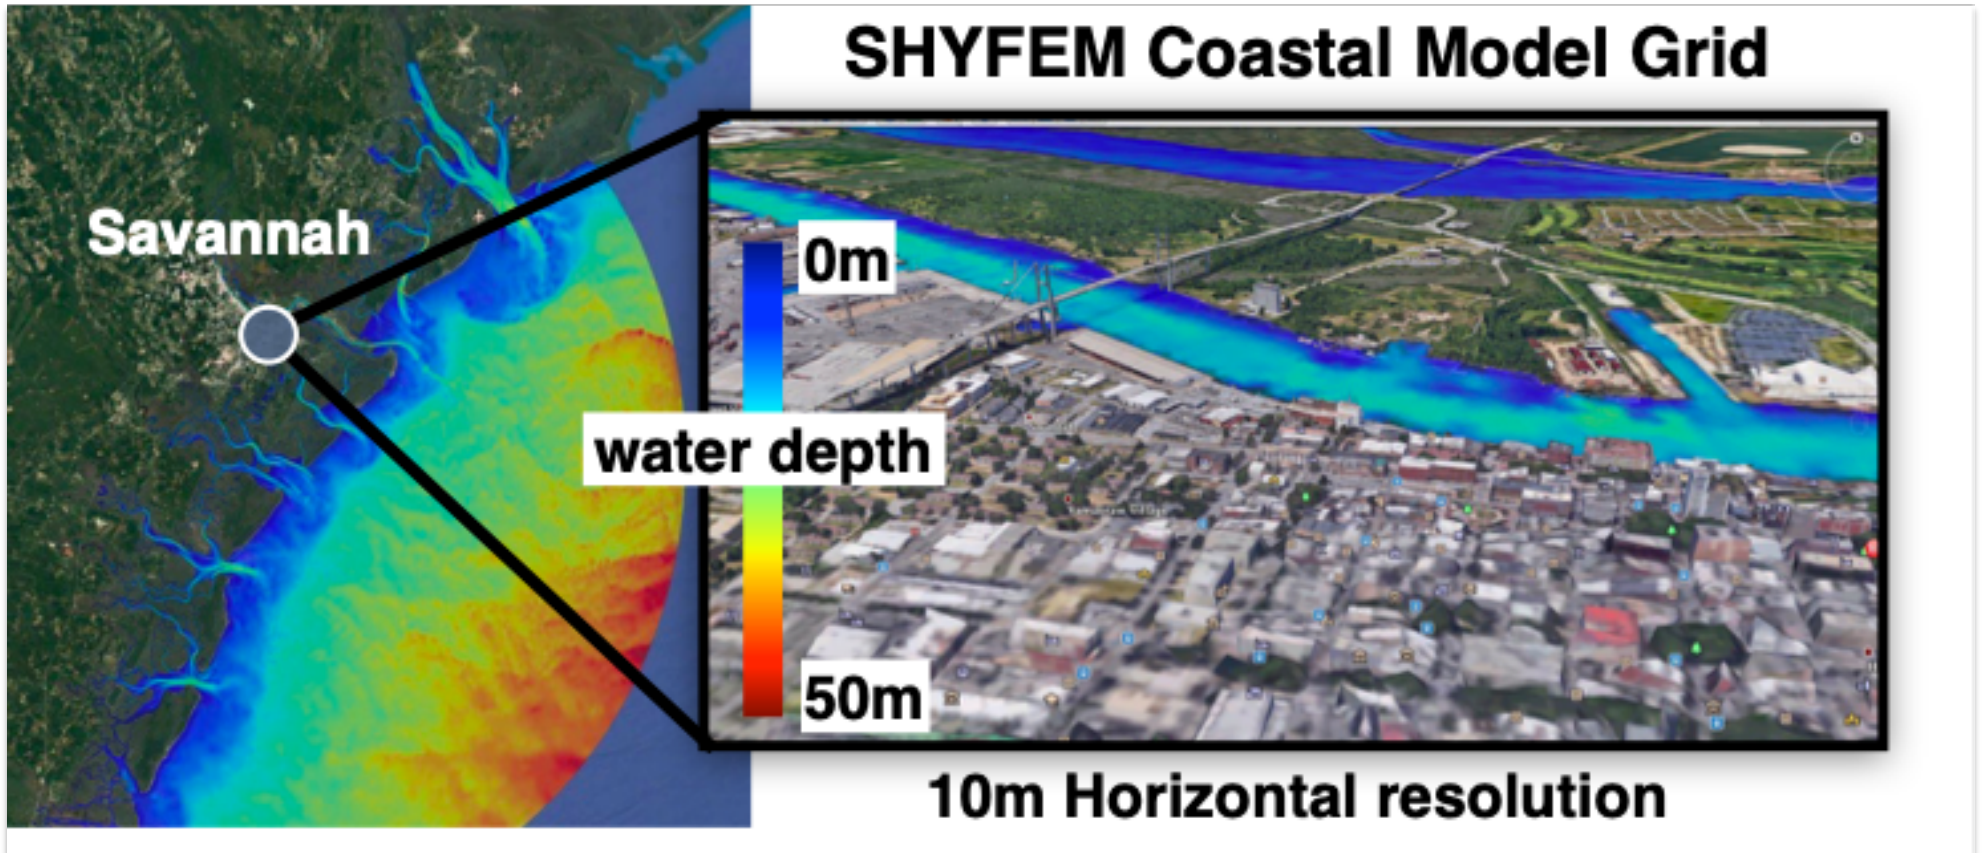 SHYFEM Coastal Model Grid
Savannah
0m
water depth
50m
10m Horizontal resolution